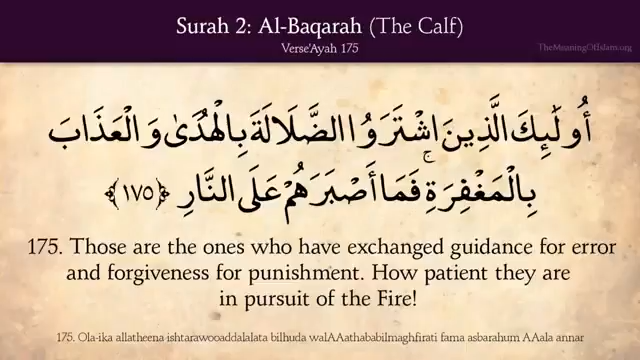 Surah 2: Al-Baqarah (The Calf)
Verse'Ayah 175
TheMeaningOfIslam.org
أُولَٰئِكَ الَّذِينَ اشْتَرَوُا الضَّلَالَةَ بِالْهُدَىٰ وَالْعَذَابَ
بِالْمَغْفِرَةِ ۚ فَمَا أَصْبَرَهُمْ عَلَى النَّارِ ﴿١٧٥﴾
175. Those are the ones who have exchanged guidance for error
and forgiveness for punishment. How patient they are
in pursuit of the Fire!
175. Ola-ika allatheena ishtarawooaddalalata bilhuda walAAathababilmaghfirati fama asbarahum AAala annar